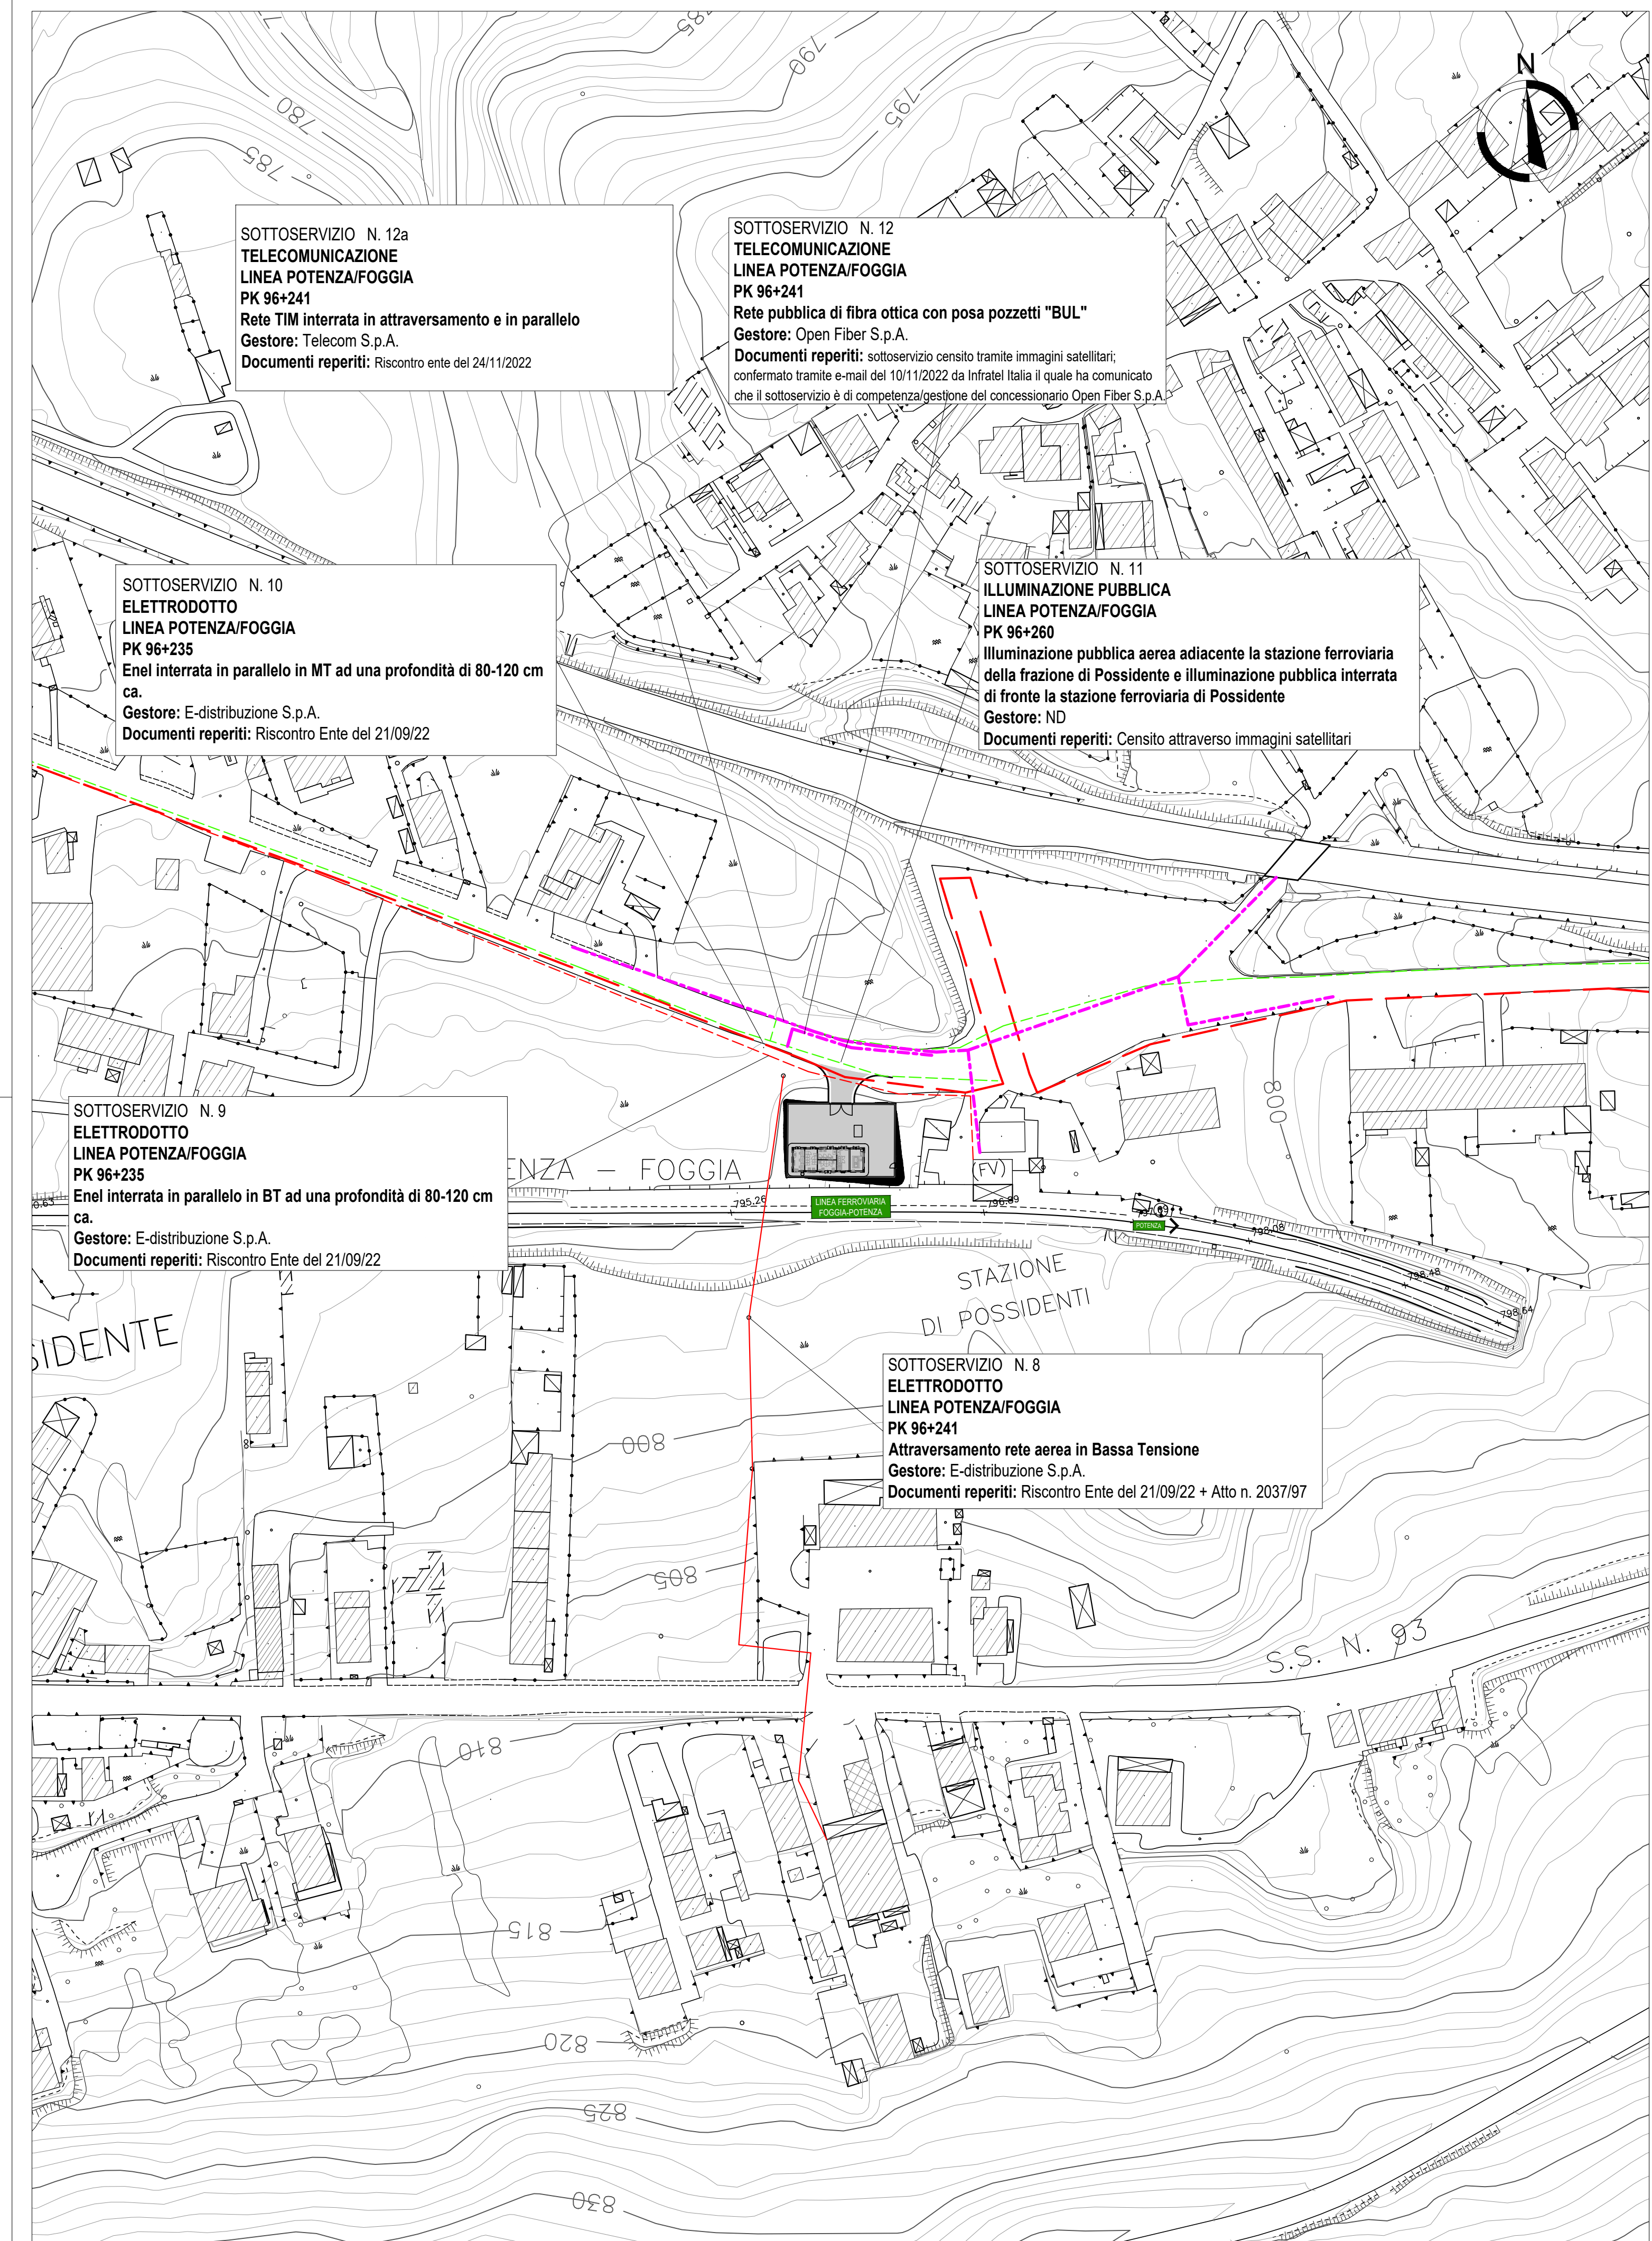 785
790
N
780
795
785
SOTTOSERVIZIO N. 12a
TELECOMUNICAZIONE
LINEA POTENZA/FOGGIA
PK 96+241
Rete TIM interrata in attraversamento e in parallelo
Gestore: Telecom S.p.A.
Documenti reperiti: Riscontro ente del 24/11/2022
SOTTOSERVIZIO N. 12
TELECOMUNICAZIONE
LINEA POTENZA/FOGGIA
PK 96+241
Rete pubblica di fibra ottica con posa pozzetti "BUL"
Gestore: Open Fiber S.p.A.
Documenti reperiti: sottoservizio censito tramite immagini satellitari;
confermato tramite e-mail del 10/11/2022 da Infratel Italia il quale ha comunicato
che il sottoservizio è di competenza/gestione del concessionario Open Fiber S.p.A.
SOTTOSERVIZIO N. 10
ELETTRODOTTO
LINEA POTENZA/FOGGIA
PK 96+235
Enel interrata in parallelo in MT ad una profondità di 80-120 cm
ca.
Gestore: E-distribuzione S.p.A.
Documenti reperiti: Riscontro Ente del 21/09/22
SOTTOSERVIZIO N. 11
ILLUMINAZIONE PUBBLICA
LINEA POTENZA/FOGGIA
PK 96+260
Illuminazione pubblica aerea adiacente la stazione ferroviaria
della frazione di Possidente e illuminazione pubblica interrata
di fronte la stazione ferroviaria di Possidente
Gestore: ND
Documenti reperiti: Censito attraverso immagini satellitari
800
SOTTOSERVIZIO N. 9
ELETTRODOTTO
LINEA POTENZA/FOGGIA
PK 96+235
Enel interrata in parallelo in BT ad una profondità di 80-120 cm
ca.
Gestore: E-distribuzione S.p.A.
Documenti reperiti: Riscontro Ente del 21/09/22
ENZA – FOGGIA
(FV)
795.26
LINEA FERROVIARIA
FOGGIA-POTENZA
796.89
POTENZA
798.08
798.48
798.64
STAZIONE
DI POSSIDENTI
SIDENTE
SOTTOSERVIZIO N. 8
ELETTRODOTTO
LINEA POTENZA/FOGGIA
PK 96+241
Attraversamento rete aerea in Bassa Tensione
Gestore: E-distribuzione S.p.A.
Documenti reperiti: Riscontro Ente del 21/09/22 + Atto n. 2037/97
800
805
S.S. N. 93
810
815
820
825
830